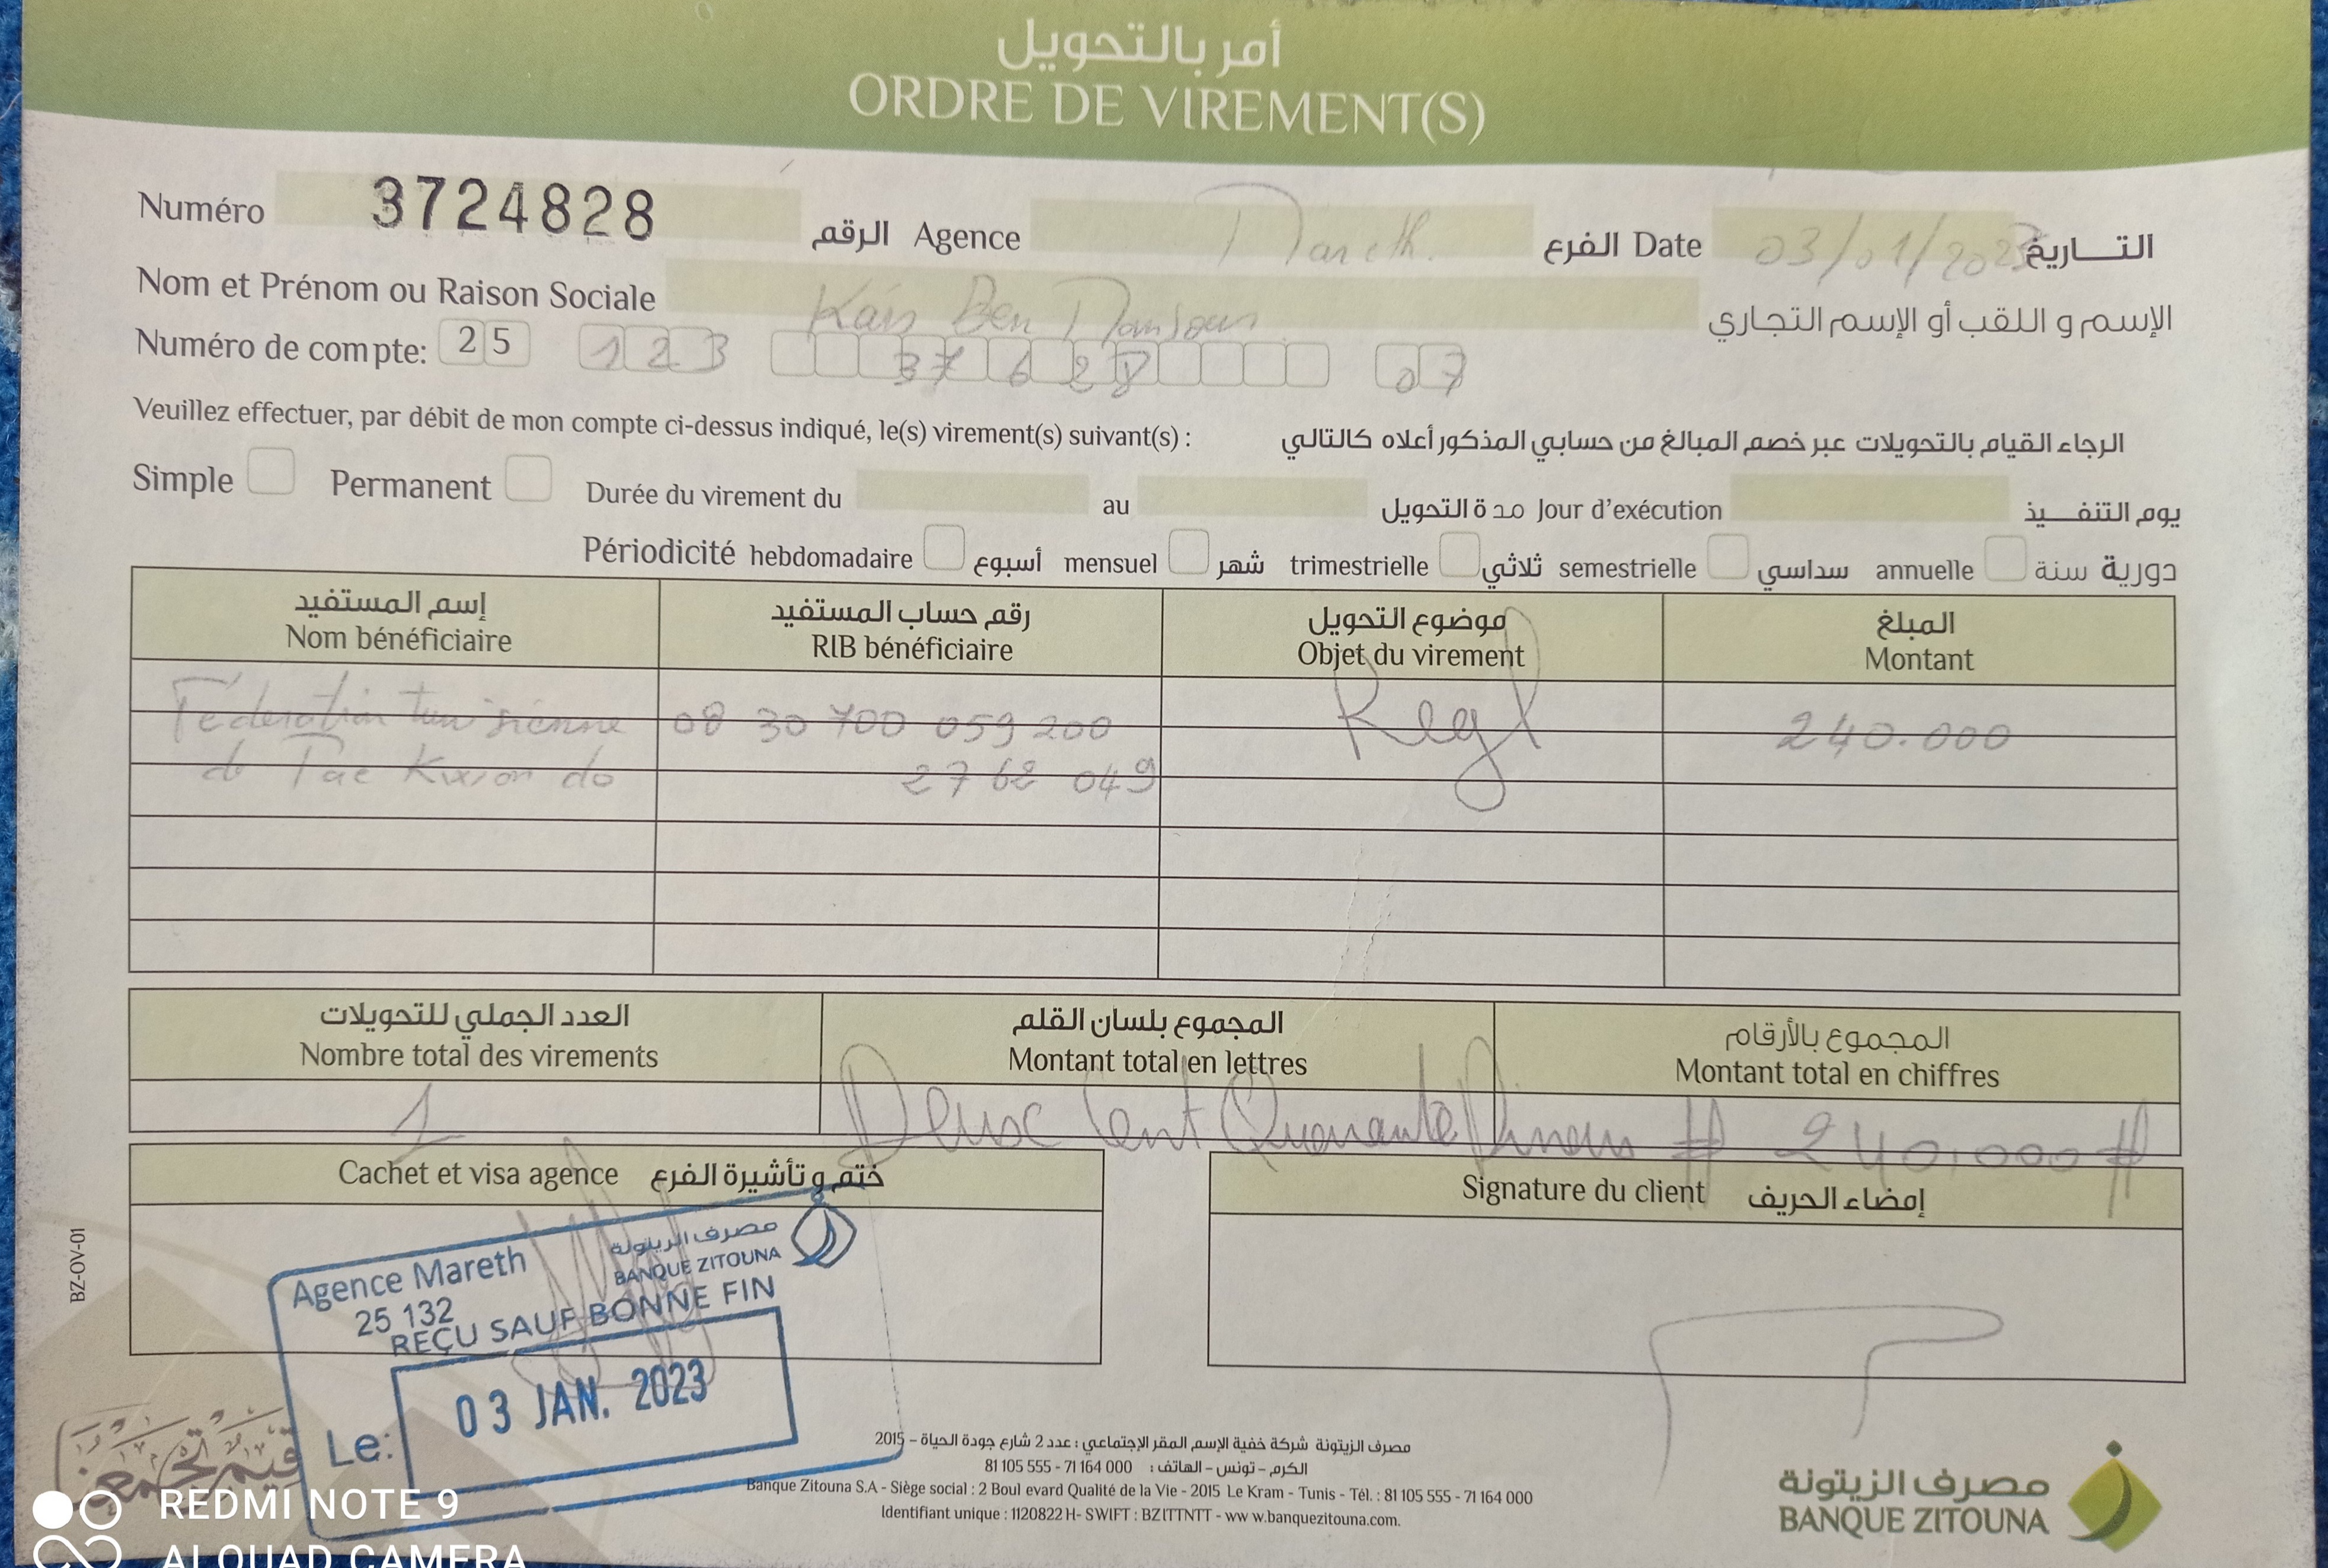 أمر بالتحويل
ORDRE DE VIREMENT(S)
Numéro 3724828 الرقم Agence Mareth. الفرع Date 03/01/2023 التـــاريخ
Nom et Prénom ou Raison Sociale Kais Ben Mansour الإسم و اللقب أو الإسم التجاري
Numéro de compte: 25 123 37628 07
Veuillez effectuer, par débit de mon compte ci-dessus indiqué, le(s) virement(s) suivant(s) : الرجاء القيام بالتحويلات عبر خصم المبالغ من حسابي المذكور أعلاه كالتالي
Simple Permanent Durée du virement du au مدة التحويل Jour d'exécution يوم التنفـــيذ
Périodicité hebdomadaire أسبوع mensuel شهر trimestrielle ثلاثي semestrielle سداسي annuelle سنة دورية
إسم المستفيد رقم حساب المستفيد موضوع التحويل المبلغ
Nom bénéficiaire RIB bénéficiaire Objet du virement Montant
Fédération tunisienne 08 30 700 059 200 Regl 240.000
de Tae Kwon do 27 62 049
العدد الجملي للتحويلات المجموع بلسان القلم المجموع بالأرقام
Nombre total des virements Montant total en lettres Montant total en chiffres
1 Deux Cent Quarante Dinars # 240,000 #
Cachet et visa agence ختم و تأشيرة الفرع Signature du client إمضاء الحريف
مصرف الزيتونة
Agence Mareth BANQUE ZITOUNA
25 132
REÇU SAUF BONNE FIN
Le: 03 JAN. 2023
BZ-OV-01
مصرف الزيتونة شركة خفية الإسم المقر الإجتماعي : عدد 2 شارع جودة الحياة – 2015
الكرم – تونس – الهاتف : 71 164 000 - 81 105 555
Banque Zitouna S.A - Siège social : 2 Boul evard Qualité de la Vie - 2015 Le Kram - Tunis - Tél. : 81 105 555 - 71 164 000
Identifiant unique : 1120822 H- SWIFT : BZITTNTT - ww w.banquezitouna.com.
مصرف الزيتونة
BANQUE ZITOUNA
REDMI NOTE 9
AI QUAD CAMERA